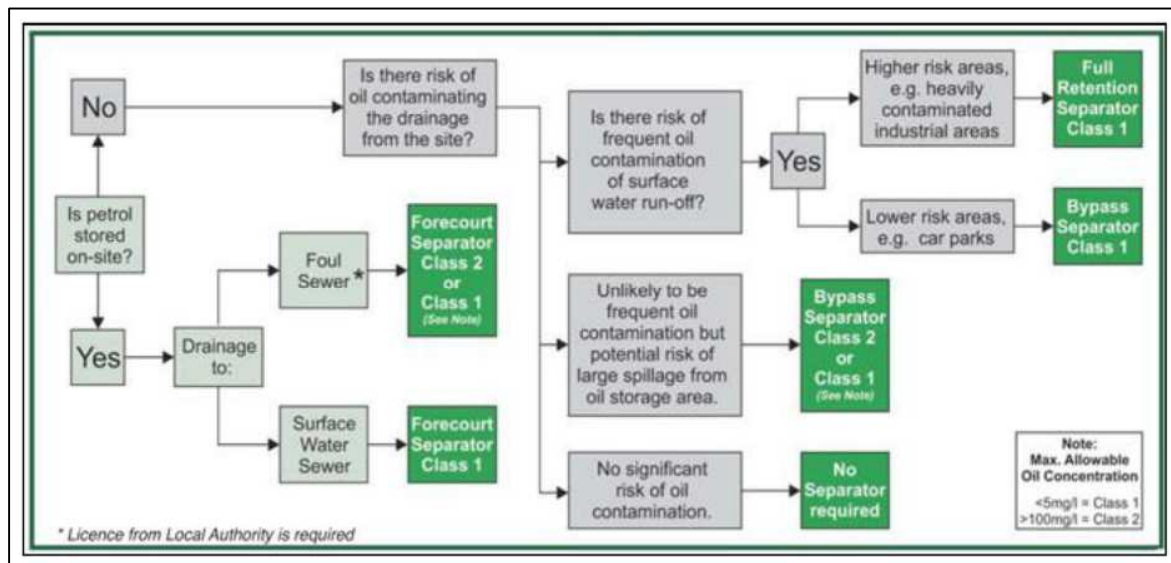 No
Is there risk of
oil contaminating
the drainage
from the site?
Is there risk of
frequent oil
contamination
of surface
water run-off?
Yes
Higher risk areas,
e.g. heavily
contaminated
industrial areas
Full
Retention
Separator
Class 1
Lower risk areas,
e.g. car parks
Bypass
Separator
Class 1
Is petrol
stored
on-site?
Yes
Drainage
to:
Foul
Sewer*
Forecourt
Separator
Class 2
or
Class 1
(See Note)
Surface
Water
Sewer
Forecourt
Separator
Class 1
Unlikely to be
frequent oil
contamination but
potential risk of
large spillage from
oil storage area.
Bypass
Separator
Class 2
or
Class 1
(See Note)
No significant
risk of oil
contamination.
No
Separator
required
Note:
Max. Allowable
Oil Concentration
<5mg/l = Class 1
>100mg/l = Class 2
* Licence from Local Authority is required